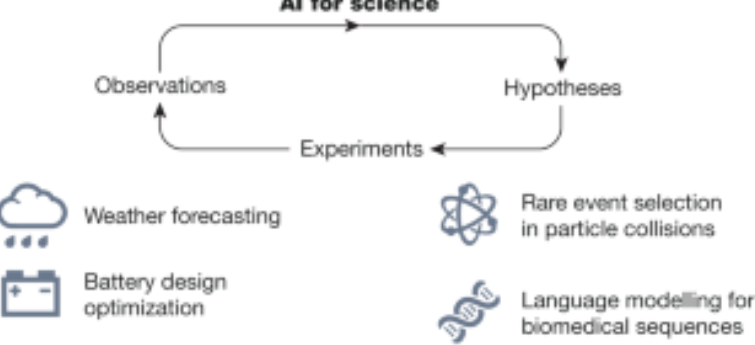 AI for science
Observations
Hypotheses
Experiments
Weather forecasting
Rare event selection
in particle collisions
Battery design
optimization
Language modelling for
biomedical sequences